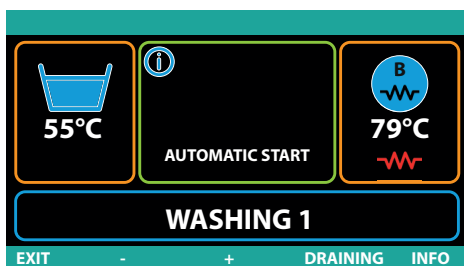 B
55°C
79°C
AUTOMATIC START
WASHING 1
EXIT - + DRAINING INFO